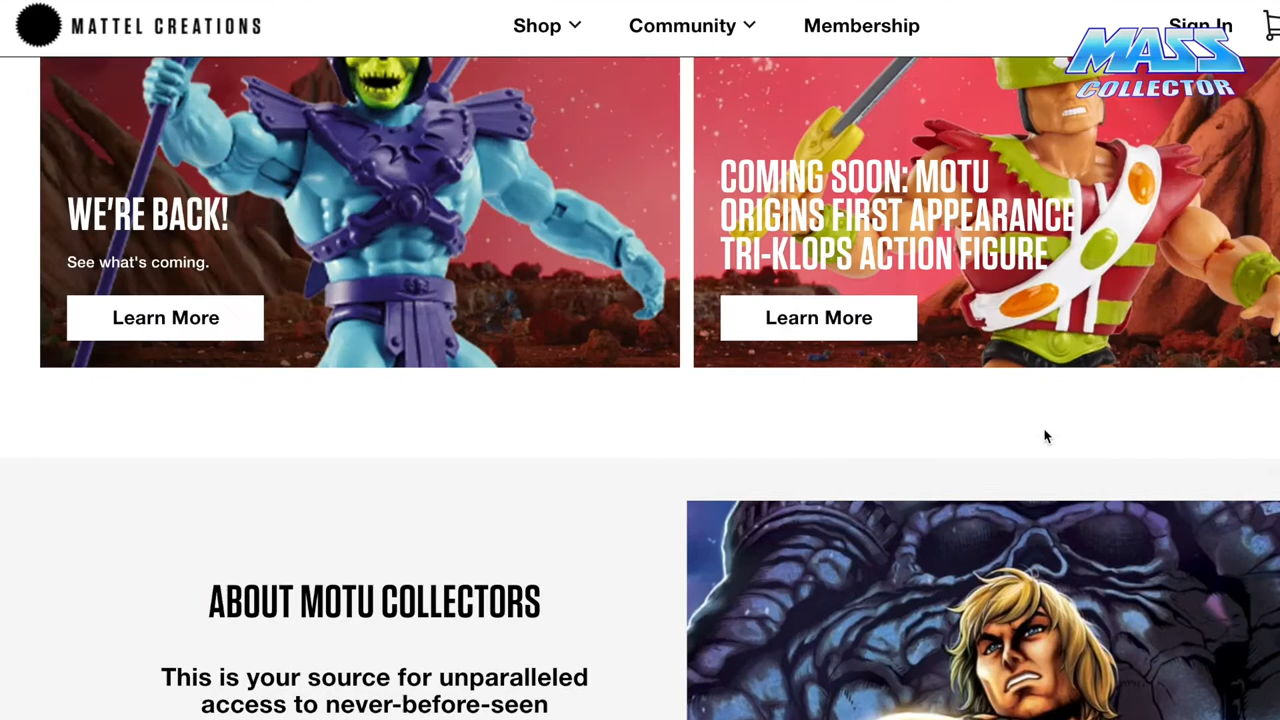 MATTEL CREATIONS
Shop
Community
Membership
Sign In
MASS
COLLECTOR
WE'RE BACK!
See what's coming.
Learn More
COMING SOON: MOTU
ORIGINS FIRST APPEARANCE
TRI-KLOPS ACTION FIGURE
Learn More
ABOUT MOTU COLLECTORS
This is your source for unparalleled
access to never-before-seen